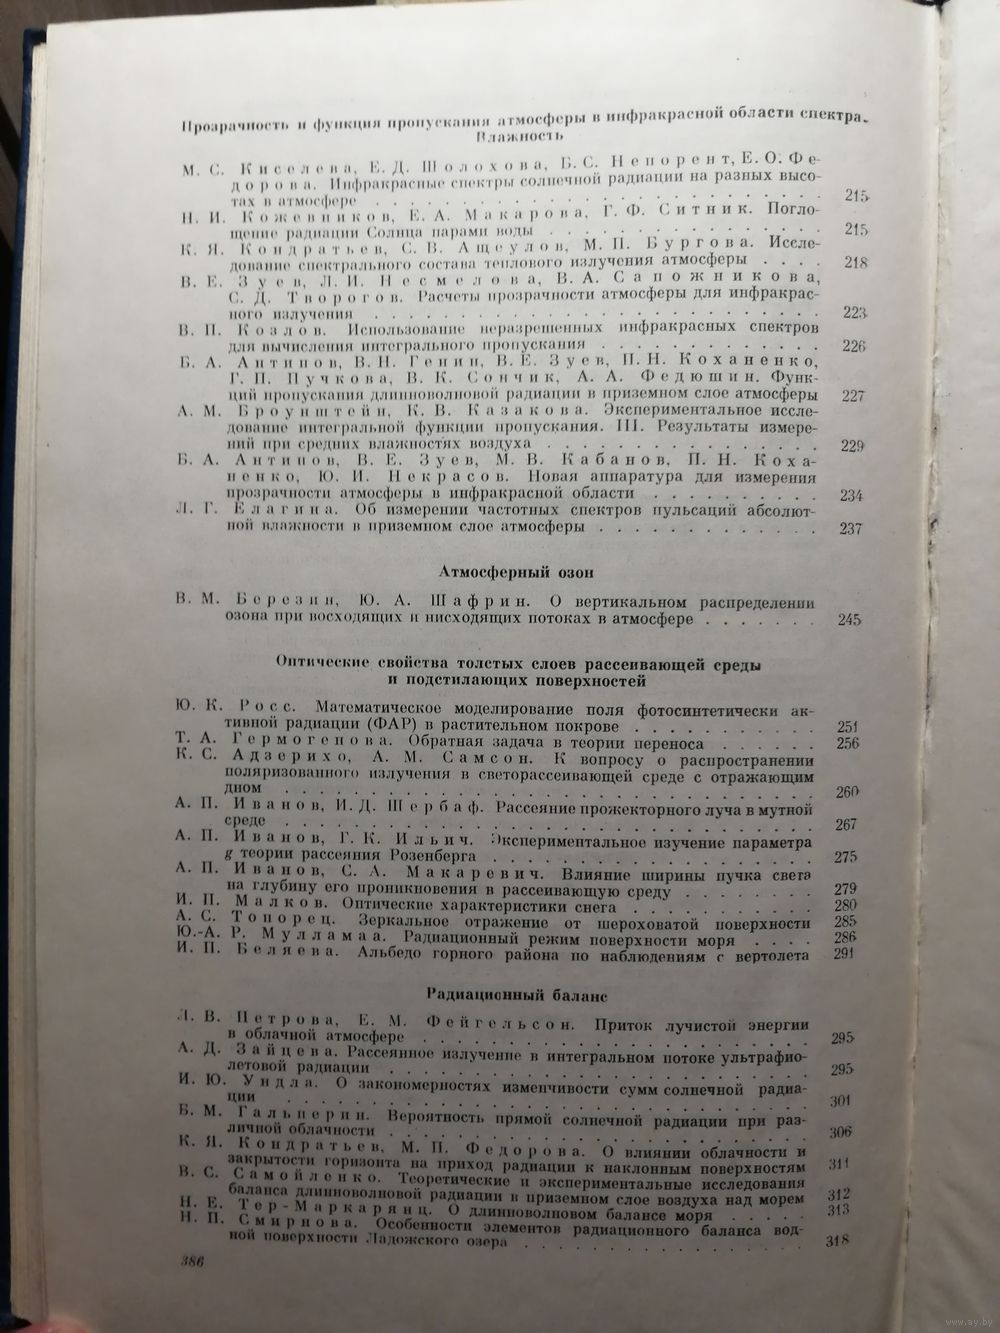 Прозрачность и функция пропускания атмосферы в инфракрасной области спектра.
Влажность
М. С. Киселева, Е. Д. Шолохова, Б. С. Непорент, Е. О. Фе-
дорова. Инфракрасные спектры солнечной радиации на разных высо-
тах в атмосфере . . . . . . . . . . . . . . . . . . . . 215
Н. И. Кожевников, Е. А. Макарова, Г. Ф. Ситник. Погло-
щение радиации Солнца парами воды . . . . . . . . . . . . . 215
К. Я. Кондратьев, С. В. Ащеулов, М. П. Бургова. Иссле-
дование спектрального состава теплового излучения атмосферы . . . . 218
В. Е. Зуев, Л. И. Несмелова, В. А. Сапожникова,
С. Д. Творогов. Расчеты прозрачности атмосферы для инфракрас-
ного излучения . . . . . . . . . . . . . . . . . . . . 223
В. П. Козлов. Использование неразрешенных инфракрасных спектров
для вычисления интегрального пропускания . . . . . . . . . . . 226
Б. А. Антипов, В. П. Генин, В. Е. Зуев, П. Н. Коханенко,
Г. П. Пучкова, В. К. Сончик, А. А. Федюшин. Функ-
ций пропускания длинноволновой радиации в приземном слое атмосферы 227
А. М. Броунштейн, К. В. Казакова. Экспериментальное иссле-
дование интегральной функции пропускания. III. Результаты измере-
ний при средних влажностях воздуха . . . . . . . . . . . . . 229
Б. А. Антипов, В. Е. Зуев, М. В. Кабанов, П. Н. Коха-
ненко, Ю. И. Некрасов. Новая аппаратура для измерения
прозрачности атмосферы в инфракрасной области . . . . . . . . . 234
Л. Г. Елагина. Об измерении частотных спектров пульсаций абсолют-
ной влажности в приземном слое атмосферы . . . . . . . . . . . 237
Атмосферный озон
В. М. Березин, Ю. А. Шафрин. О вертикальном распределении
озона при восходящих и нисходящих потоках в атмосфере . . . . . . . 245
Оптические свойства толстых слоев рассеивающей среды
и подстилающих поверхностей
Ю. К. Росс. Математическое моделирование поля фотосинтетически ак-
тивной радиации (ФАР) в растительном покрове . . . . . . . . . . 251
Т. А. Гермогенова. Обратная задача в теории переноса . . . . . . 256
К. С. Адзерихо, А. М. Самсон. К вопросу о распространении
поляризованного излучения в светорассеивающей среде с отражающим
дном . . . . . . . . . . . . . . . . . . . . . . . . 260
А. П. Иванов, И. Д. Щербаф. Рассеяние прожекторного луча в мутной
среде . . . . . . . . . . . . . . . . . . . . . . . . 267
А. П. Иванов, Г. К. Ильич. Экспериментальное изучение параметра
g теории рассеяния Розенберга . . . . . . . . . . . . . . . 275
А. П. Иванов, С. А. Макаревич. Влияние ширины пучка света
на глубину его проникновения в рассеивающую среду . . . . . . . . 279
И. П. Малков. Оптические характеристики снега . . . . . . . . . . 280
А. С. Топорец. Зеркальное отражение от шероховатой поверхности 285
Ю.-А. Р. Мулламаа. Радиационный режим поверхности моря . . . . 286
И. П. Беляева. Альбедо горного района по наблюдениям с вертолета 291
Радиационный баланс
Л. В. Петрова, Е. М. Фейгельсон. Приток лучистой энергии
в облачной атмосфере . . . . . . . . . . . . . . . . . . 295
А. Д. Зайцева. Рассеянное излучение в интегральном потоке ультрафио-
летовой радиации . . . . . . . . . . . . . . . . . . . . 295
И. Ю. Ундла. О закономерностях изменчивости сумм солнечной радиа-
ции . . . . . . . . . . . . . . . . . . . . . . . . . 301
Б. М. Гальперин. Вероятность прямой солнечной радиации при раз-
личной облачности . . . . . . . . . . . . . . . . . . . 306
К. Я. Кондратьев, М. П. Федорова. О влиянии облачности и
закрытости горизонта на приход радиации к наклонным поверхностям 311
В. С. Самойленко. Теоретические и экспериментальные исследования
баланса длинноволновой радиации в приземном слое воздуха над морем 312
Н. Е. Тер-Маркарянц. О длинноволновом балансе моря . . . . . 313
Н. П. Смирнова. Особенности элементов радиационного баланса вод-
ной поверхности Ладожского озера . . . . . . . . . . . . . . 318
386
www.ay.by